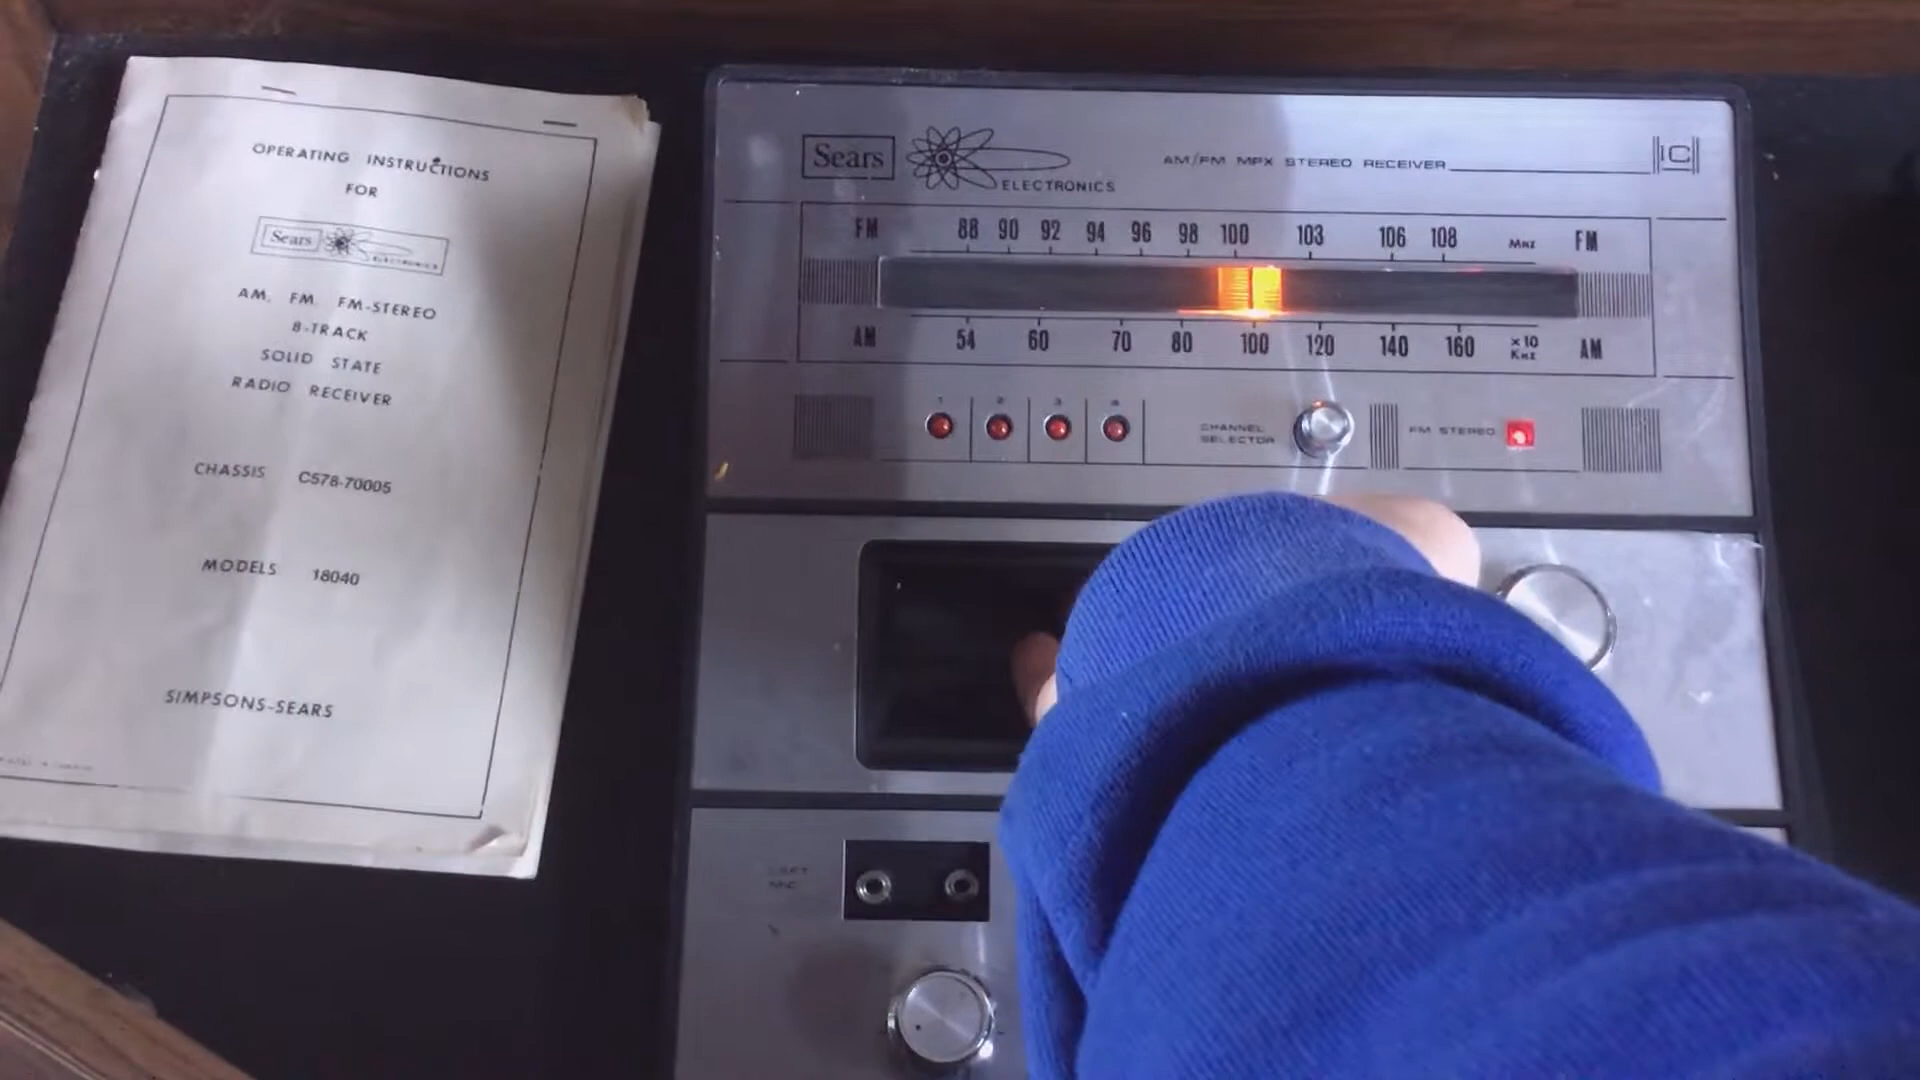 OPERATING INSTRUCTIONS
FOR
Sears ELECTRONICS
AM, FM, FM-STEREO
8-TRACK
SOLID STATE
RADIO RECEIVER
CHASSIS C578-70005
MODELS 18040
SIMPSONS-SEARS
Sears ELECTRONICS
AM/FM MPX STEREO RECEIVER
IC
FM 88 90 92 94 96 98 100 103 106 108 MHZ FM
AM 54 60 70 80 100 120 140 160 x10 KHZ AM
1 2 3 4
CHANNEL
SELECTOR
FM STEREO
LEFT
MIC